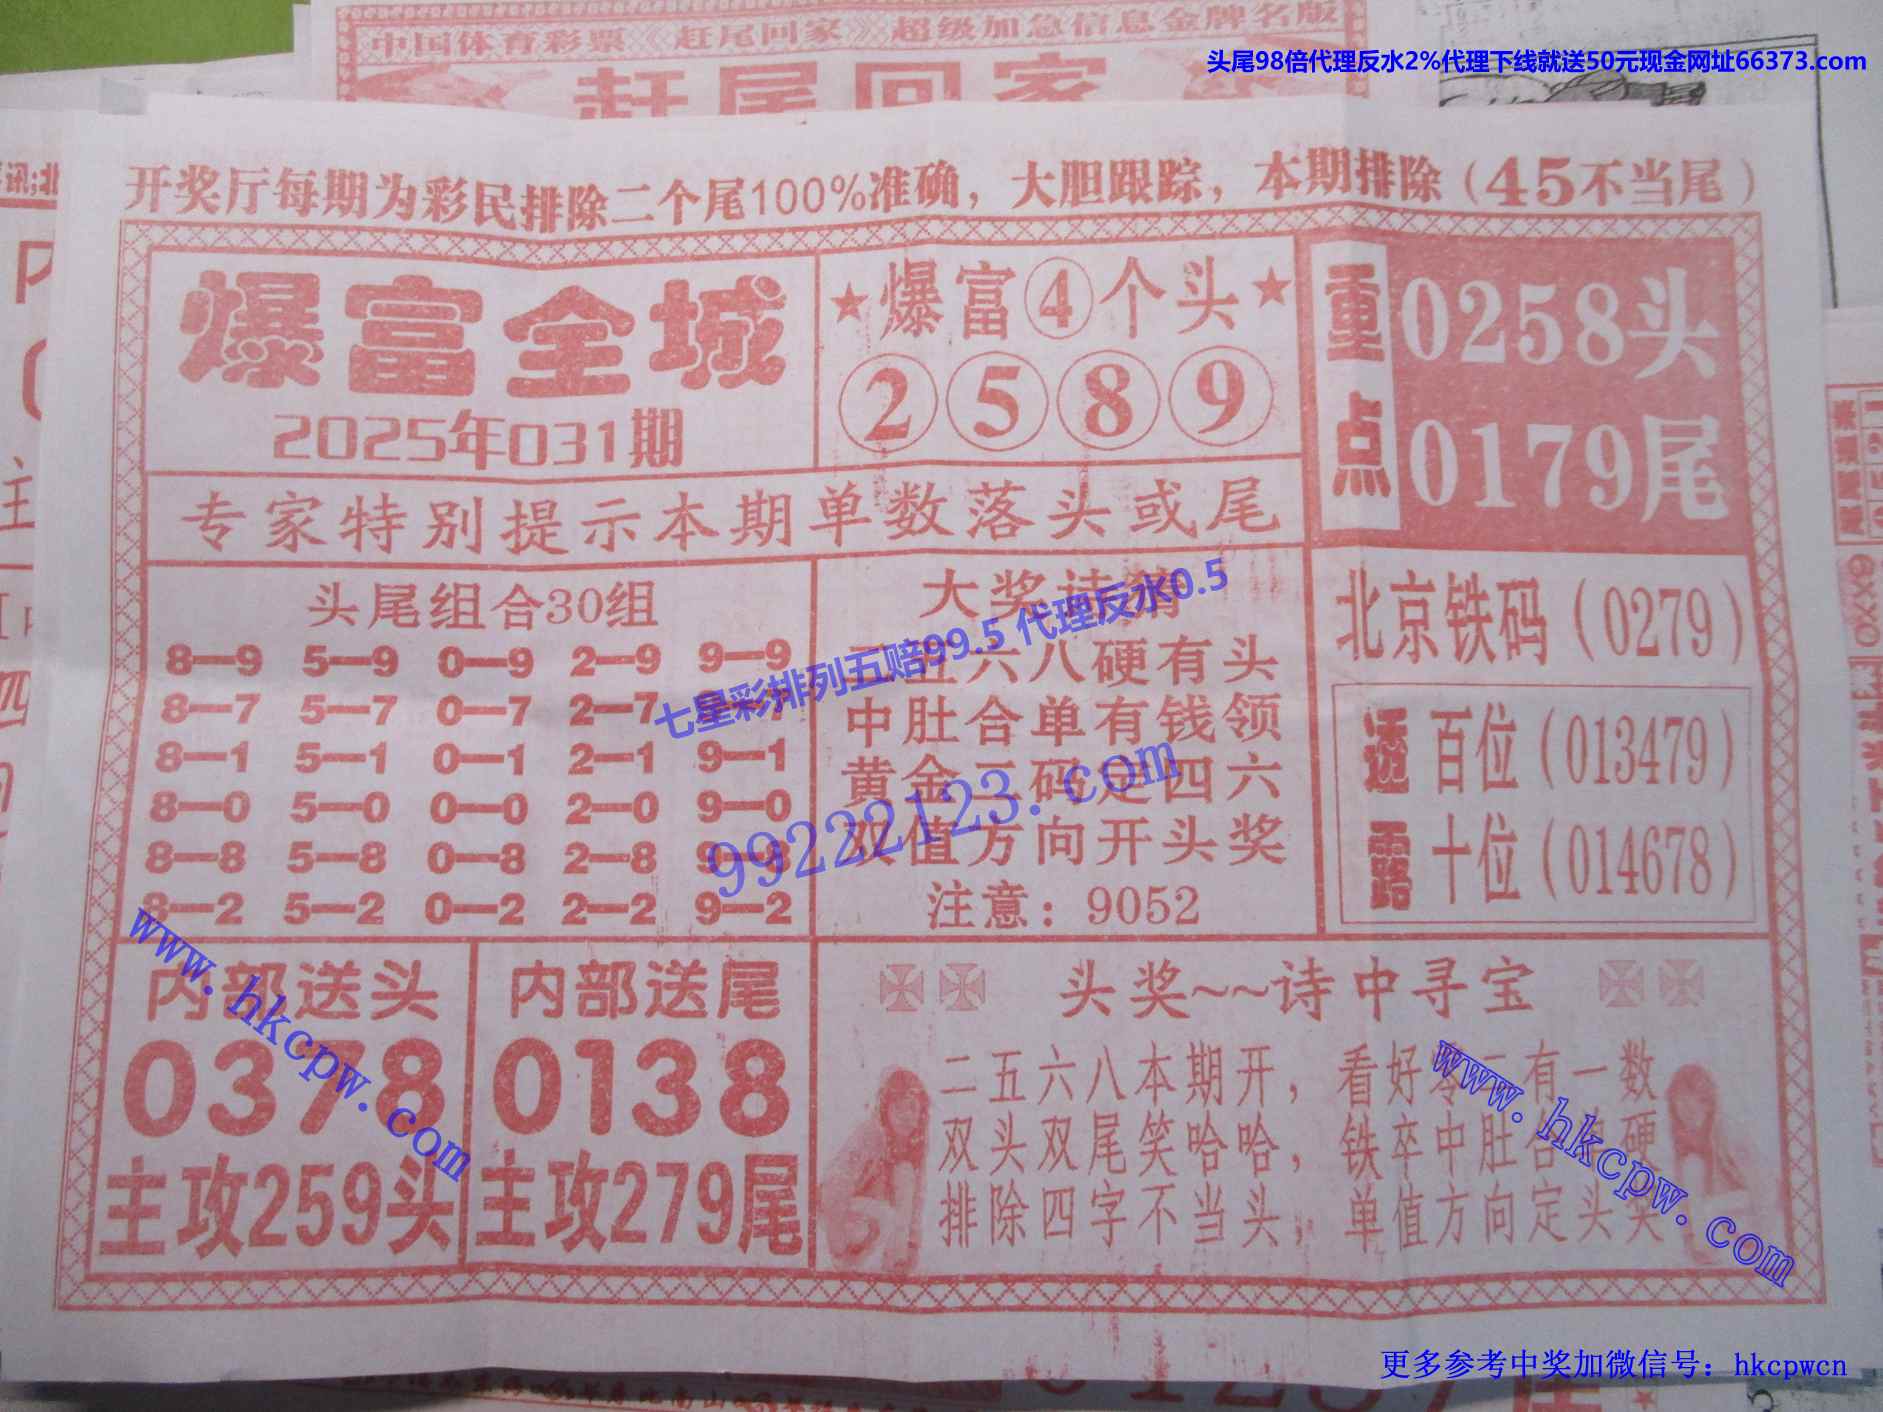 中国体育彩票《赶尾回家》超级加急信息金牌名版
赶尾回家
头尾98倍代理反水2%代理下线就送50元现金网址66373.com
开奖厅每期为彩民排除二个尾100%准确，大胆跟踪，本期排除（45不当尾）
爆富全城
2025年031期
★爆富④个头★
②⑤⑧⑨
重点
0258头
0179尾
专家特别提示本期单数落头或尾
头尾组合30组
8—9 5—9 0—9 2—9 9—9
8—7 5—7 0—7 2—7
8—1 5—1 0—1 2—1 9—1
8—0 5—0 0—0 2—0 9—0
8—8 5—8 0—8 2—8 9—8
8—2 5—2 0—2 2—2 9—2
大奖
六八硬有头
中肚合单有钱领
黄金二码定四六
双值方向开头奖
注意：9052
七星彩排列五赔99.5 代理反水0.5
99222123.com
北京铁码（0279）
透露
百位（013479）
十位（014678）
内部送头
0378
主攻259头
内部送尾
0138
主攻279尾
头奖~~诗中寻宝
二五六八本期开，看好零 有一数
双头双尾笑哈哈，铁卒中肚合 硬
排除四字不当头，单值方向定头奖
www.hkcpw.com
www.hkcpw.com
更多参考中奖加微信号：hkcpwcn